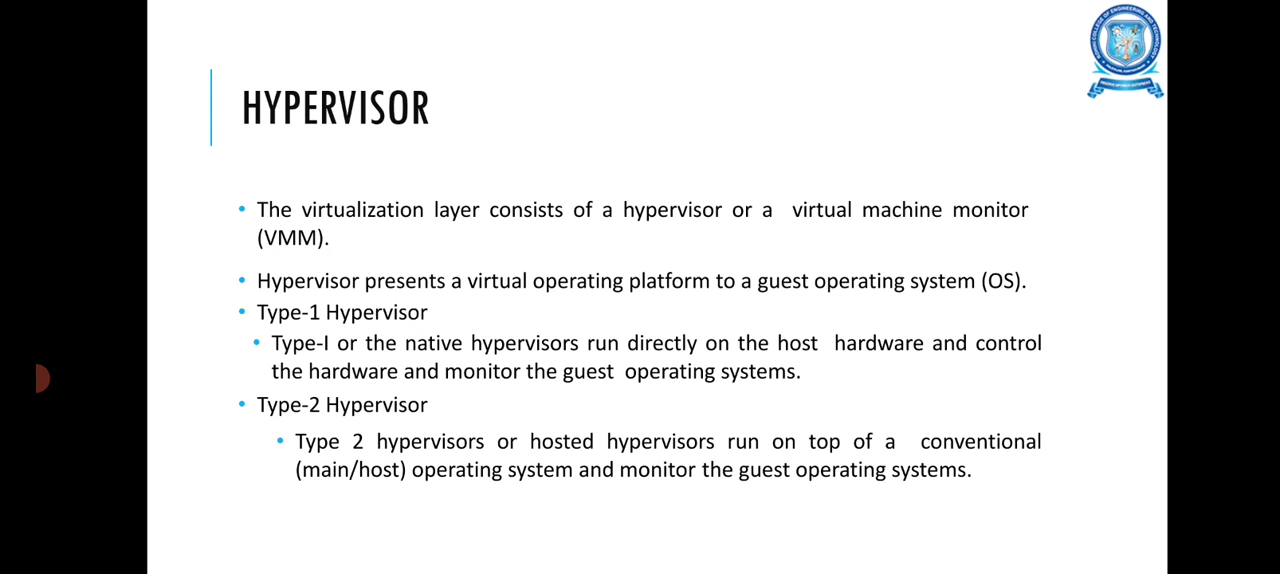 HYPERVISOR
• The virtualization layer consists of a hypervisor or a virtual machine monitor
(VMM).
• Hypervisor presents a virtual operating platform to a guest operating system (OS).
• Type-1 Hypervisor
• Type-I or the native hypervisors run directly on the host hardware and control
the hardware and monitor the guest operating systems.
• Type-2 Hypervisor
• Type 2 hypervisors or hosted hypervisors run on top of a conventional
(main/host) operating system and monitor the guest operating systems.